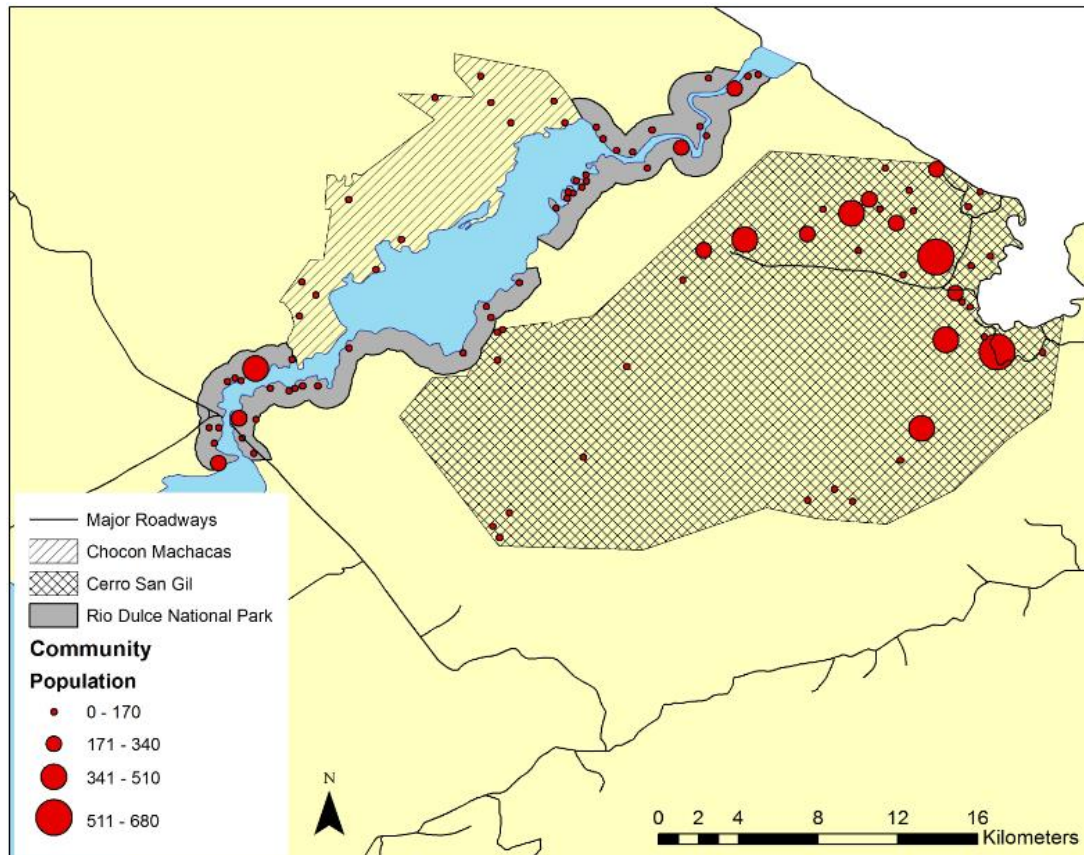 Major Roadways
Chocon Machacas
Cerro San Gil
Rio Dulce National Park
Community
Population
0 - 170
171 - 340
341 - 510
511 - 680
N
0 2 4 8 12 16
Kilometers